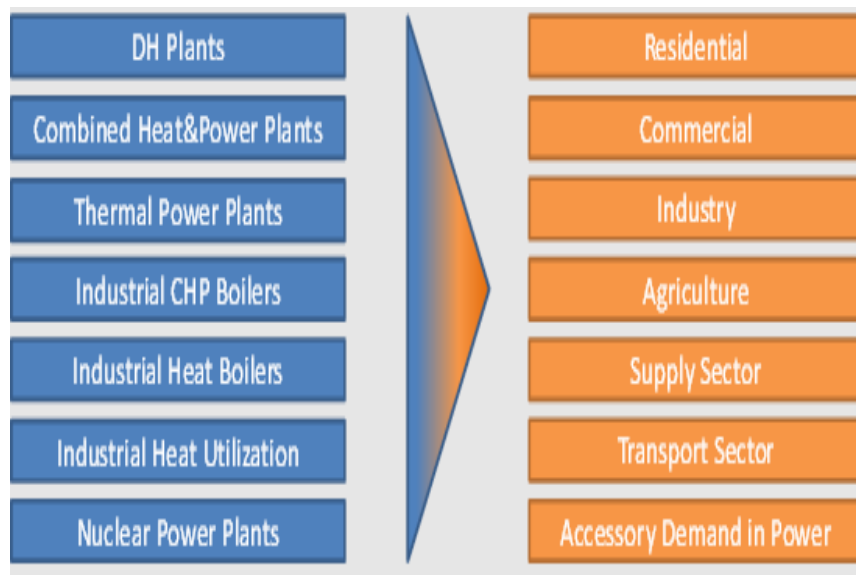 DH Plants
Combined Heat&Power Plants
Thermal Power Plants
Industrial CHP Boilers
Industrial Heat Boilers
Industrial Heat Utilization
Nuclear Power Plants
Residential
Commercial
Industry
Agriculture
Supply Sector
Transport Sector
Accessory Demand in Power